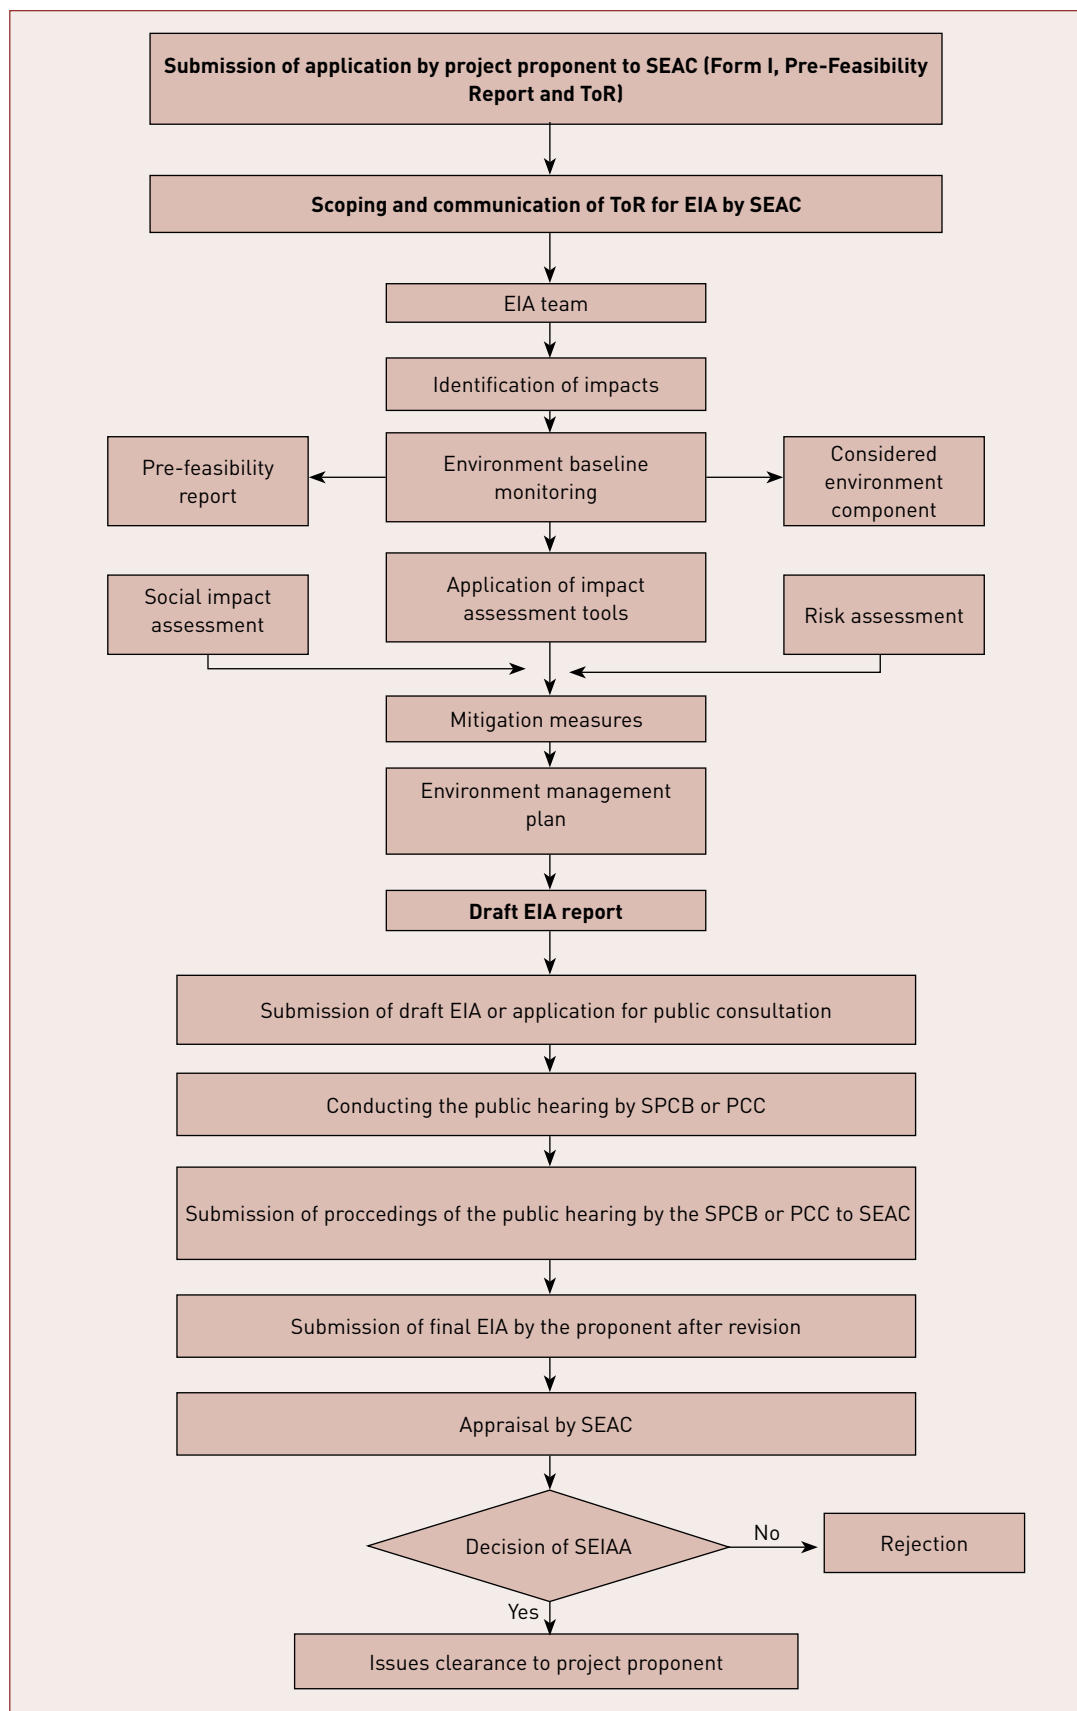 Submission of application by project proponent to SEAC (Form I, Pre-Feasibility
Report and ToR)
Scoping and communication of ToR for EIA by SEAC
EIA team
Identification of impacts
Pre-feasibility
report
Environment baseline
monitoring
Considered
environment
component
Social impact
assessment
Application of impact
assessment tools
Risk assessment
Mitigation measures
Environment management
plan
Draft EIA report
Submission of draft EIA or application for public consultation
Conducting the public hearing by SPCB or PCC
Submission of proccedings of the public hearing by the SPCB or PCC to SEAC
Submission of final EIA by the proponent after revision
Appraisal by SEAC
Decision of SEIAA
No
Rejection
Yes
Issues clearance to project proponent